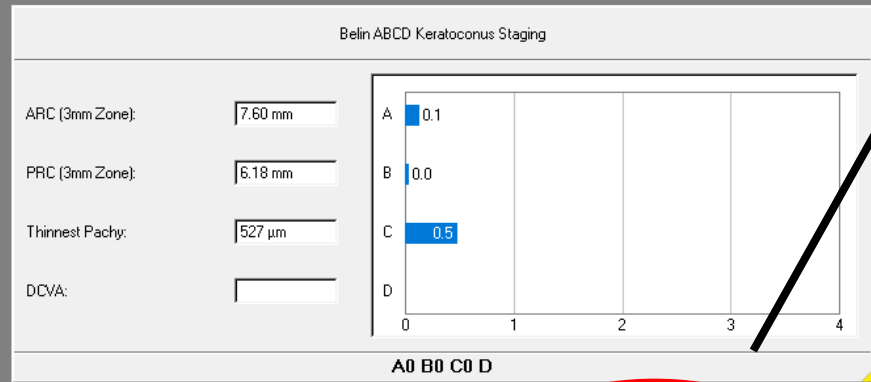 Belin ABCD Keratoconus Staging
ARC (3mm Zone): 7.60 mm
PRC (3mm Zone): 6.18 mm
Thinnest Pachy: 527 µm
DCVA:
A 0.1
B 0.0
C 0.5
D
0 1 2 3 4
A0 B0 C0 D